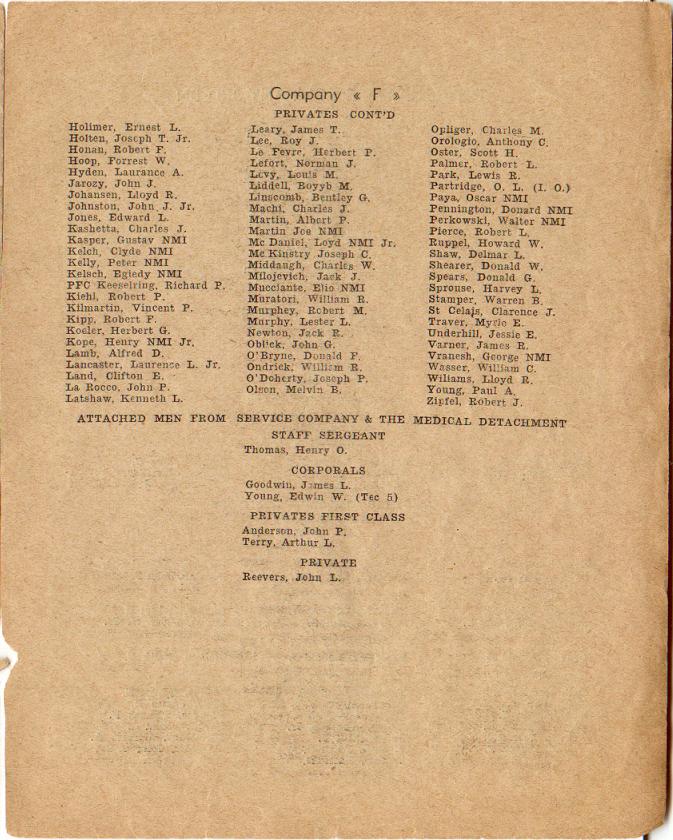 Company « F »
PRIVATES CONT'D
Holimer, Ernest L.
Holten, Joseph T. Jr.
Honan, Robert F.
Hoop, Forrest W.
Hyden, Laurance A.
Jarozy, John J.
Johansen, Lloyd R.
Johnston, John J. Jr.
Jones, Edward L.
Kashetta, Charles J.
Kasper, Gustav NMI
Kelch, Clyde NMI
Kelly, Peter NMI
Kelsch, Egiedy NMI
PFC Keeselring, Richard P.
Kiehl, Robert P.
Kilmartin, Vincent P.
Kipp, Robert F.
Kocler, Herbert G.
Kope, Henry NMI Jr.
Lamb, Alfred D.
Lancaster, Laurence L. Jr.
Land, Clifton E.
La Rocco, John P.
Latshaw, Kenneth L.
Leary, James T.
Lee, Roy J.
Le Fevre, Herbert P.
Lefort, Norman J.
Levy, Louis M.
Liddell, Boyyb M.
Linscomb, Bentley G.
Machi, Charles J.
Martin, Albert P.
Martin Joe NMI
Mc Daniel, Loyd NMI Jr.
Mc Kinstry Joseph C.
Middaugh, Charles W.
Milojevich, Jack J.
Mucciante, Elio NMI
Muratori, William R.
Murphey, Robert M.
Murphy, Lester L.
Newton, Jack R.
Oblick, John G.
O'Bryne, Donald F.
Ondrick, William R.
O'Doherty, Joseph P.
Olson, Melvin B.
Opliger, Charles M.
Orologio, Anthony C.
Oster, Scott H.
Palmer, Robert L.
Park, Lewis R.
Partridge, O. L. (I. O.)
Paya, Oscar NMI
Pennington, Donard NMI
Perkowski, Walter NMI
Pierce, Robert L.
Ruppel, Howard W.
Shaw, Delmar L.
Shearer, Donald W.
Spears, Donald G.
Sprouse, Harvey L.
Stamper, Warren B.
St Celajs, Clarence J.
Traver, Myrle E.
Underhill, Jessie E.
Varner, James R.
Vranesh, George NMI
Wasser, William C.
Wiliams, Lloyd R.
Young, Paul A.
Zipfel, Robert J.
ATTACHED MEN FROM SERVICE COMPANY & THE MEDICAL DETACHMENT
STAFF SERGEANT
Thomas, Henry O.
CORPORALS
Goodwin, James L.
Young, Edwin W. (Tec 5)
PRIVATES FIRST CLASS
Anderson, John P.
Terry, Arthur L.
PRIVATE
Reevers, John L.